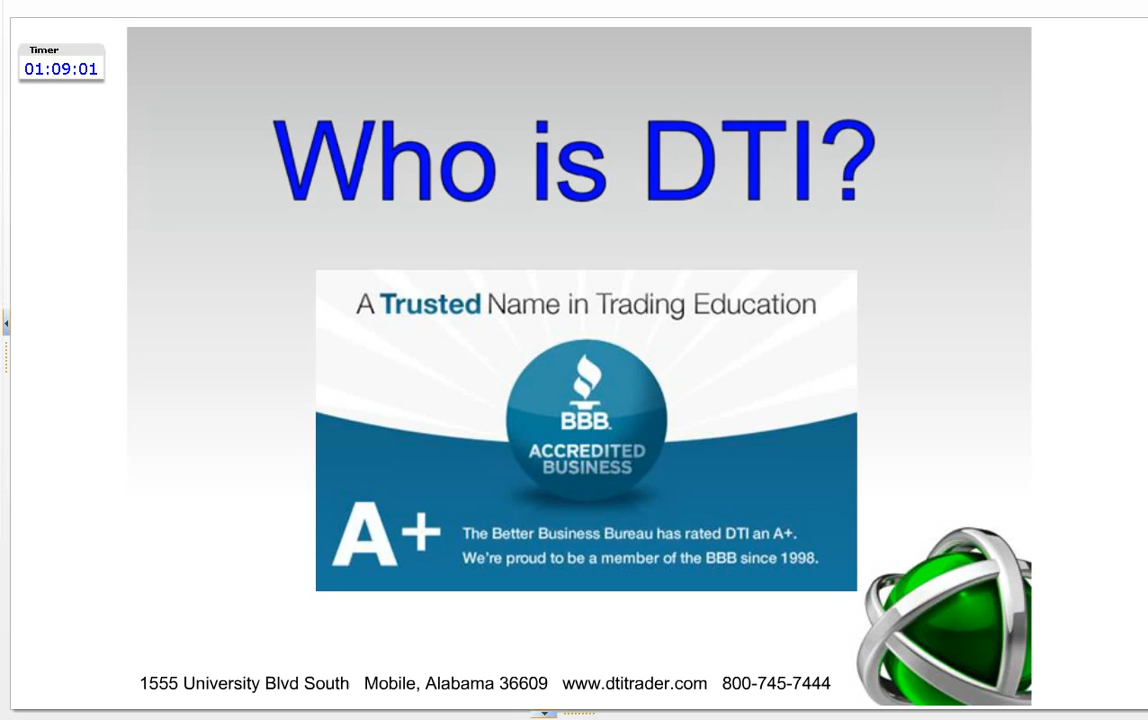 Timer
01:09:01
Who is DTI?
A Trusted Name in Trading Education
BBB.
ACCREDITED
BUSINESS
A+
The Better Business Bureau has rated DTI an A+.
We're proud to be a member of the BBB since 1998.
1555 University Blvd South Mobile, Alabama 36609 www.dtitrader.com 800-745-7444